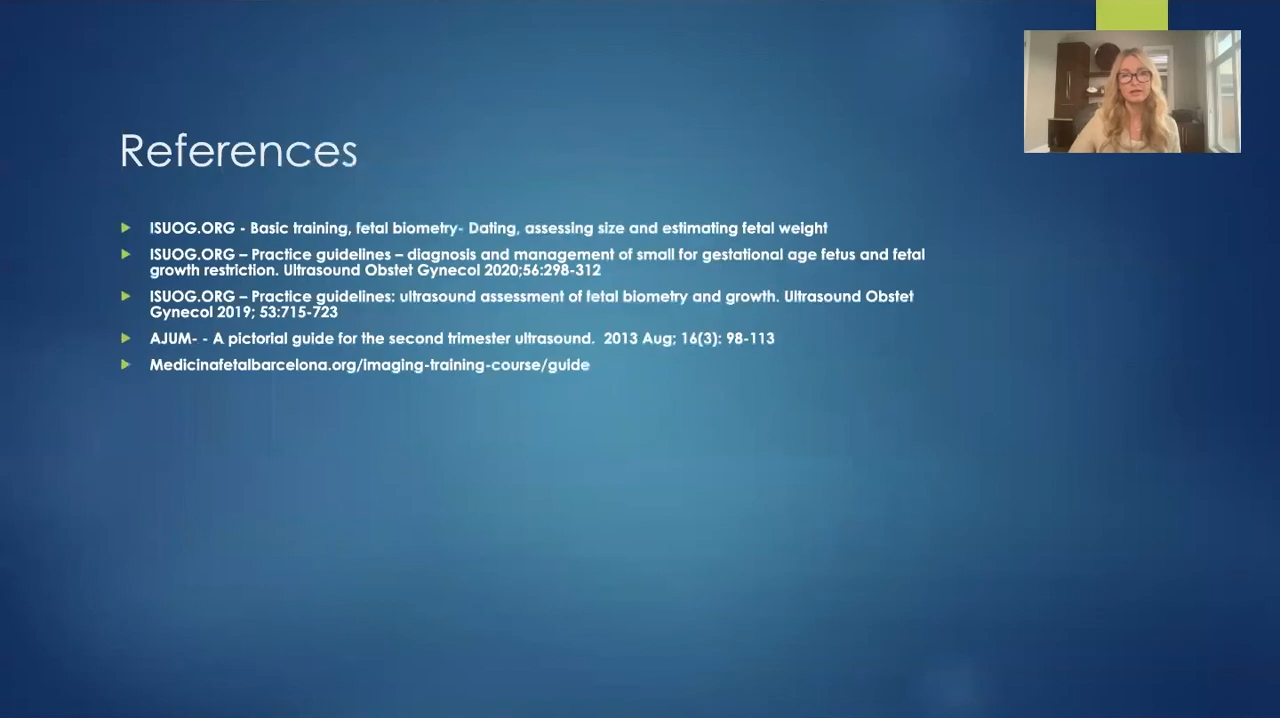 References
ISUOG.ORG - Basic training, fetal biometry- Dating, assessing size and estimating fetal weight
ISUOG.ORG – Practice guidelines – diagnosis and management of small for gestational age fetus and fetal
growth restriction. Ultrasound Obstet Gynecol 2020;56:298-312
ISUOG.ORG – Practice guidelines: ultrasound assessment of fetal biometry and growth. Ultrasound Obstet
Gynecol 2019; 53:715-723
AJUM- - A pictorial guide for the second trimester ultrasound.  2013 Aug; 16(3): 98-113
Medicinafetalbarcelona.org/imaging-training-course/guide